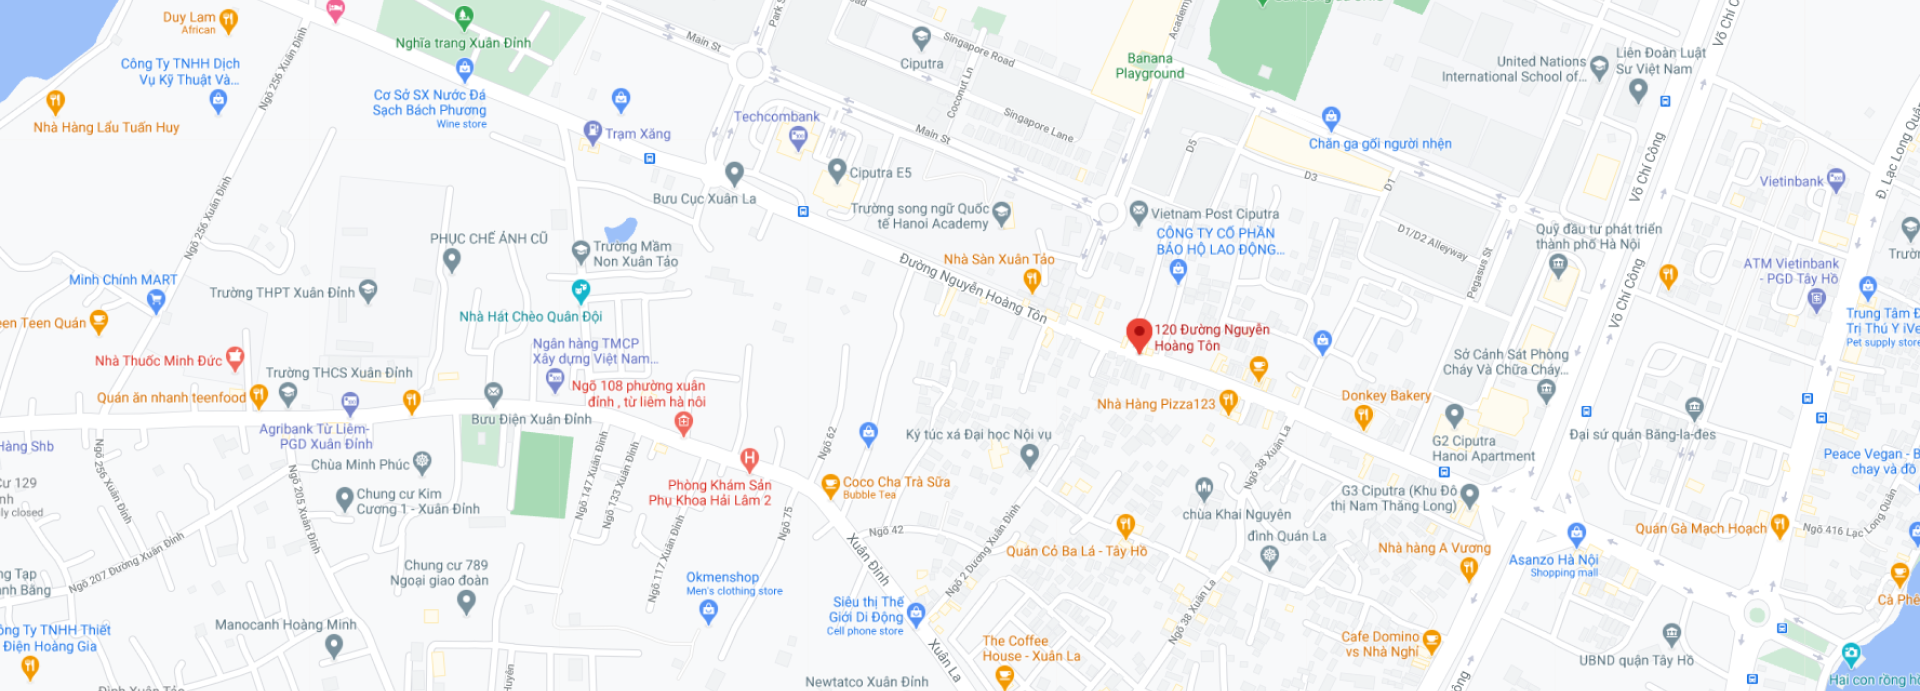 Duy Lam
African
Nghĩa trang Xuân Đỉnh
Công Ty TNHH Dịch
Vụ Kỹ Thuật Và...
Nhà Hàng Lẩu Tuấn Huy
Ngõ 256 Xuân Đỉnh
Ngõ 256 Xuân Đỉnh
Cơ Sở SX Nước Đá
Sạch Bách Phương
Wine store
Trạm Xăng
Techcombank
Main St
Main St
Ciputra
Singapore Road
Coconut Ln
Singapore Lane
Academy
Banana
Playground
Chăn ga gối người nhện
United Nations
International School of...
Liên Đoàn Luật
Sư Việt Nam
Võ Chí Công
Võ Chí Công
Võ Chí Công
Đ. Lạc Long Quân
Vietinbank
Bưu Cục Xuân La
Ciputra E5
Trường song ngữ Quốc
tế Hanoi Academy
D5
D3
D1
D1/D2 Alleyway
Pegasus St
Vietnam Post Ciputra
CÔNG TY CỔ PHẦN
BẢO HỘ LAO ĐỘNG...
Quỹ đầu tư phát triển
thành phố Hà Nội
ATM Vietinbank
- PGD Tây Hồ
PHỤC CHẾ ẢNH CŨ
Trường Mầm
Non Xuân Tảo
Minh Chính MART
Trường THPT Xuân Đỉnh
Nhà Hát Chèo Quân Đội
Nhà Sàn Xuân Tảo
Đường Nguyễn Hoàng Tôn
120 Đường Nguyễn
Hoàng Tôn
een Teen Quán
Nhà Thuốc Minh Đức
Trường THCS Xuân Đỉnh
Quán ăn nhanh teenfood
Ngân hàng TMCP
Xây dựng Việt Nam...
Ngõ 108 phường xuân
đỉnh , từ liêm hà nôi
Bưu Điện Xuân Đỉnh
Agribank Từ Liêm-
PGD Xuân Đỉnh
Hàng Shb
Chùa Minh Phúc
Chung cư Kim
Cương 1 - Xuân Đỉnh
Ngõ 256 Xuân Đỉnh
Ngõ 205 Xuân Đỉnh
Ngõ 207 Đường Xuân Đỉnh
Ngõ 147 Xuân Đỉnh
Ngõ 133 Xuân Đỉnh
Ngõ 117 Xuân Đỉnh
Ngõ 62
Ngõ 75
Ngõ 42
Phòng Khám Sản
Phụ Khoa Hải Lâm 2
Coco Cha Trà Sữa
Bubble Tea
Ký túc xá Đại học Nội vụ
Nhà Hàng Pizza123
Donkey Bakery
Sở Cảnh Sát Phòng
Cháy Và Chữa Cháy...
G2 Ciputra
Hanoi Apartment
Đại sứ quán Băng-la-đes
Trung Tâm
Trị Thú Y iVe
Pet supply store
Peace Vegan - B
chay và đồ
G3 Ciputra (Khu Đô
thị Nam Thăng Long)
chùa Khai Nguyên
đình Quán La
Ngõ 38 Xuân La
Ngõ 38 Xuân La
Quán Cỏ Ba Lá - Tây Hồ
Ngõ 2 Dương Xuân Đỉnh
Nhà hàng A Vương
Asanzo Hà Nội
Shopping mall
Quán Gà Mạch Hoạch
Ngõ 416 Lạc Long Quân
Cà Phê
Cư 129
nh
ly closed
ng Tạp
nh Băng
Chung cư 789
Ngoại giao đoàn
Okmenshop
Men's clothing store
Xuân Đỉnh
Xuân La
Siêu thị Thế
Giới Di Động
Cell phone store
The Coffee
House - Xuân La
Cafe Domino
vs Nhà Nghỉ
UBND quận Tây Hồ
Manocanh Hoàng Minh
ông Ty TNHH Thiết
Điện Hoàng Gia
Newtatco Xuân Đỉnh
Hai con rồng hồ